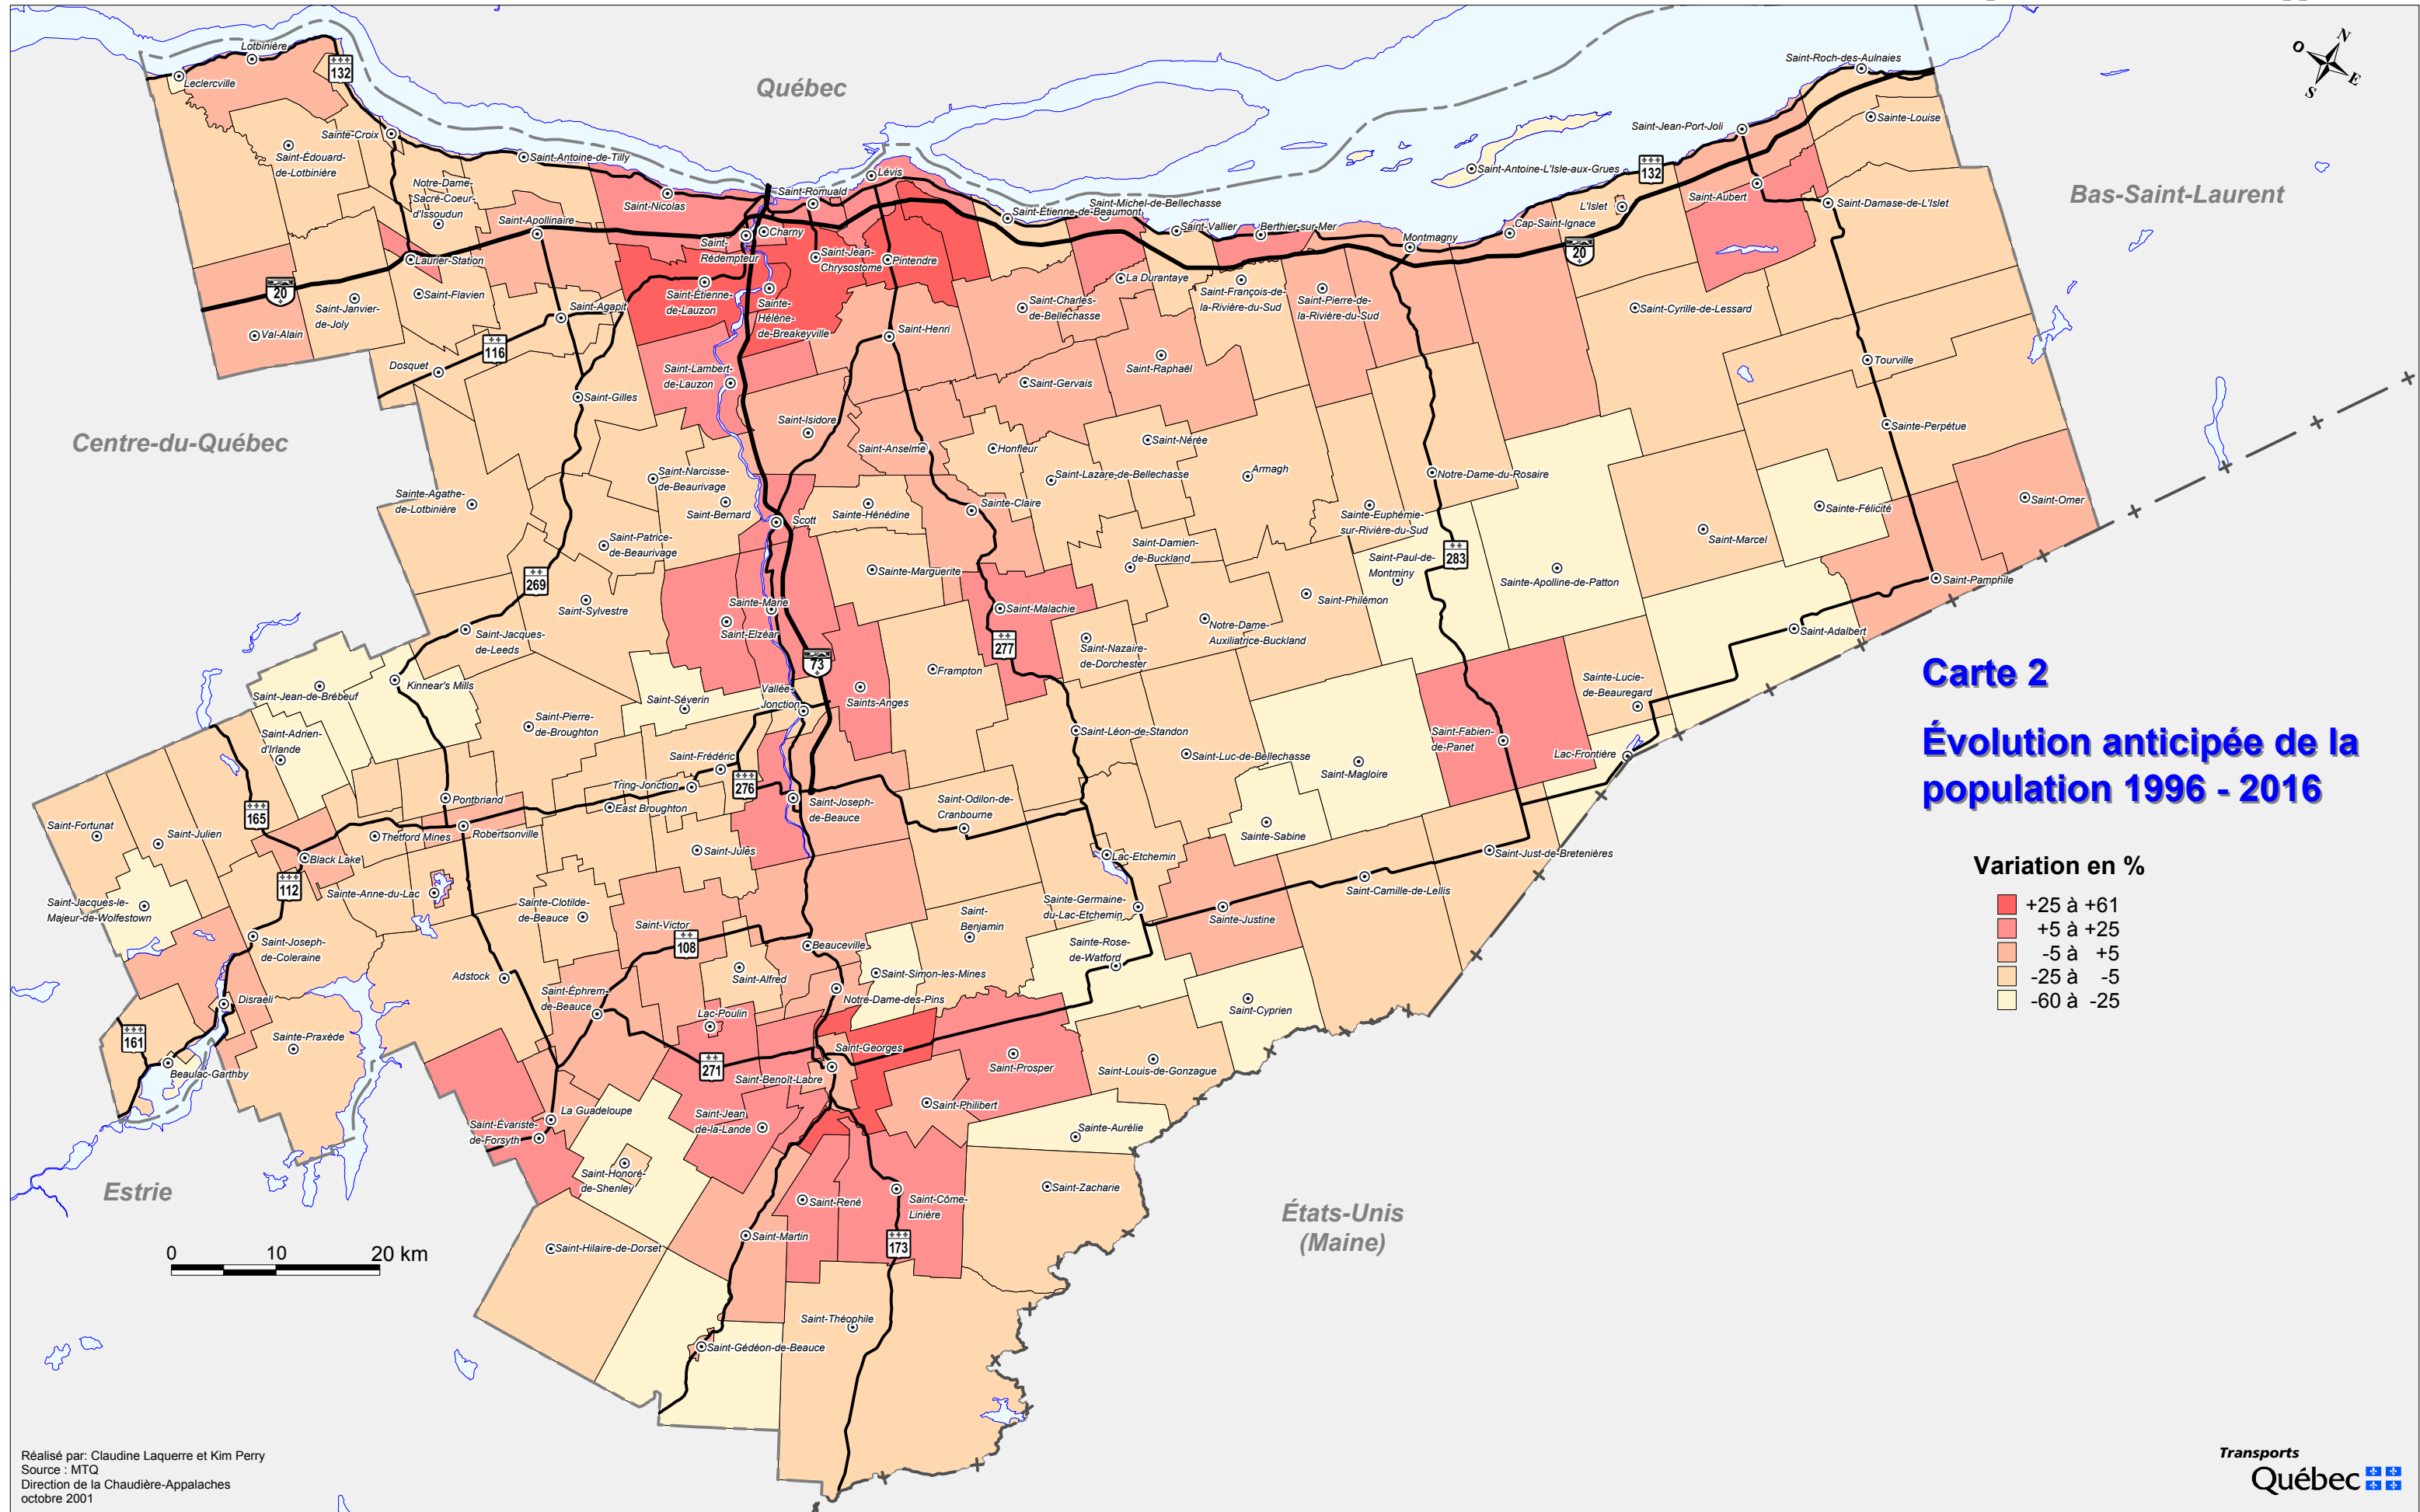 Québec
Bas-Saint-Laurent
Centre-du-Québec
Estrie
États-Unis
(Maine)
N
O
E
S
Carte 2
Évolution anticipée de la
population 1996 - 2016
Variation en %
+25 à +61
+5 à +25
-5 à +5
-25 à -5
-60 à -25
Lotbinière
Leclercville
132
Sainte-Croix
Saint-Édouard-
de-Lotbinière
Saint-Antoine-de-Tilly
Notre-Dame-
Sacré-Coeur-
d'Issoudun
Saint-Apollinaire
Saint-Nicolas
Saint-Romuald
Lévis
Saint-
Rédempteur
Charny
Saint-Jean-
Chrysostome
Pintendre
Saint-Étienne-de-Beaumont
Saint-Michel-de-Bellechasse
Saint-Vallier
Berthier-sur-Mer
Montmagny
Cap-Saint-Ignace
L'Islet
Saint-Antoine-L'Isle-aux-Grues
132
20
Saint-Jean-Port-Joli
Saint-Roch-des-Aulnaies
Sainte-Louise
Saint-Aubert
Saint-Damase-de-L'Islet
Laurier-Station
20
Saint-Janvier-
de-Joly
Saint-Flavien
Val-Alain
Saint-Agapit
116
Dosquet
Saint-Étienne-
de-Lauzon
Sainte-
Hélène-
de-Breakeyville
Saint-Henri
Saint-Charles-
de-Bellechasse
La Durantaye
Saint-François-de-
la-Rivière-du-Sud
Saint-Pierre-de-
la-Rivière-du-Sud
Saint-Cyrille-de-Lessard
Tourville
Saint-Lambert-
de-Lauzon
Saint-Gilles
Saint-Gervais
Saint-Raphaël
Saint-Isidore
Saint-Anselme
Honfleur
Saint-Nérée
Saint-Lazare-de-Bellechasse
Armagh
Notre-Dame-du-Rosaire
Sainte-Perpétue
Saint-Omer
Sainte-Félicité
Saint-Marcel
Sainte-Agathe-
de-Lotbinière
Saint-Narcisse-
de-Beaurivage
Saint-Bernard
Scott
Sainte-Hénédine
Sainte-Claire
Sainte-Euphémie-
sur-Rivière-du-Sud
Saint-Patrice-
de-Beaurivage
Saint-Damien-
de-Buckland
Saint-Paul-de-
Montminy
283
Sainte-Apolline-de-Patton
Saint-Pamphile
269
Saint-Sylvestre
Sainte-Marguerite
Sainte-Marie
Saint-Elzéar
Saint-Malachie
277
Saint-Philémon
Notre-Dame-
Auxiliatrice-Buckland
Saint-Nazaire-
de-Dorchester
Saint-Adalbert
Saint-Jacques-
de-Leeds
73
Frampton
Kinnear's Mills
Saint-Jean-de-Brébeuf
Saint-Séverin
Vallée-
Jonction
Saints-Anges
Sainte-Lucie-
de-Beauregard
Saint-Adrien-
d'Irlande
Saint-Pierre-
de-Broughton
Saint-Léon-de-Standon
Saint-Luc-de-Bellechasse
Saint-Magloire
Saint-Fabien-
de-Panet
Lac-Frontière
Saint-Frédéric
Tring-Jonction
276
East Broughton
Saint-Joseph-
de-Beauce
Saint-Odilon-de-
Cranbourne
Pontbriand
165
Saint-Fortunat
Saint-Julien
Thetford Mines
Robertsonville
Black Lake
Saint-Jules
Sainte-Sabine
Lac-Etchemin
Saint-Just-de-Bretenières
Saint-Camille-de-Lellis
112
Sainte-Anne-du-Lac
Saint-Jacques-le-
Majeur-de-Wolfestown
Sainte-Clotilde-
de-Beauce
Saint-Victor
108
Sainte-Germaine-
du-Lac-Etchemin
Sainte-Justine
Saint-
Benjamin
Saint-Joseph-
de-Coleraine
Beauceville
Sainte-Rose-
de-Watford
Adstock
Saint-Alfred
Saint-Simon-les-Mines
Disraéli
Saint-Éphrem-
de-Beauce
Notre-Dame-des-Pins
Saint-Cyprien
Lac-Poulin
161
Sainte-Praxède
Beaulac-Garthby
Saint-Georges
271
Saint-Benoît-Labre
Saint-Prosper
Saint-Louis-de-Gonzague
La Guadeloupe
Saint-Évariste-
de-Forsyth
Saint-Jean
de-la-Lande
Saint-Philibert
Sainte-Aurélie
Saint-Honoré-
de-Shenley
Saint-Zacharie
Saint-René
Saint-Côme-
Linière
173
Saint-Martin
Saint-Hilaire-de-Dorset
Saint-Théophile
Saint-Gédéon-de-Beauce
0 10 20 km
Réalisé par: Claudine Laquerre et Kim Perry
Source : MTQ
Direction de la Chaudière-Appalaches
octobre 2001
Transports
Québec